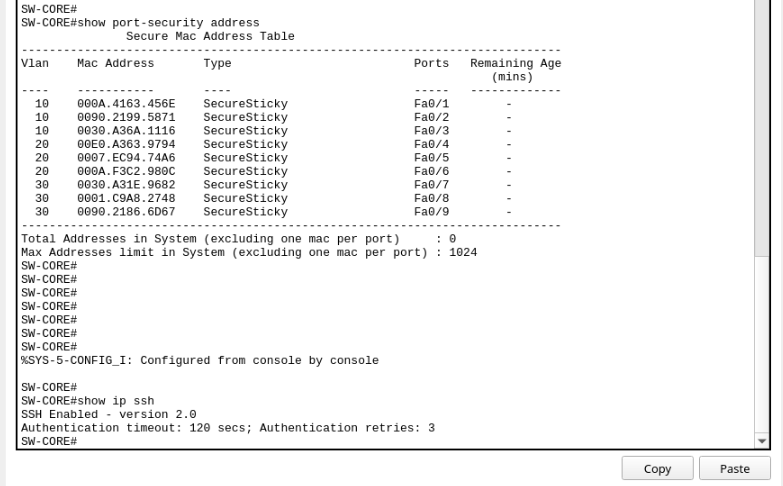 SW-CORE#
SW-CORE#show port-security address
               Secure Mac Address Table
-----------------------------------------------------------------------------
Vlan    Mac Address       Type                          Ports   Remaining Age
                                                                   (mins)
----    -----------       ----                          -----   -------------
  10    000A.4163.456E    SecureSticky                  Fa0/1        -
  10    0090.2199.5871    SecureSticky                  Fa0/2        -
  10    0030.A36A.1116    SecureSticky                  Fa0/3        -
  20    00E0.A363.9794    SecureSticky                  Fa0/4        -
  20    0007.EC94.74A6    SecureSticky                  Fa0/5        -
  20    000A.F3C2.980C    SecureSticky                  Fa0/6        -
  30    0030.A31E.9682    SecureSticky                  Fa0/7        -
  30    0001.C9A8.2748    SecureSticky                  Fa0/8        -
  30    0090.2186.6D67    SecureSticky                  Fa0/9        -
-----------------------------------------------------------------------------
Total Addresses in System (excluding one mac per port)     : 0
Max Addresses limit in System (excluding one mac per port) : 1024
SW-CORE#
SW-CORE#
SW-CORE#
SW-CORE#
SW-CORE#
SW-CORE#
SW-CORE#
%SYS-5-CONFIG_I: Configured from console by console

SW-CORE#
SW-CORE#show ip ssh
SSH Enabled - version 2.0
Authentication timeout: 120 secs; Authentication retries: 3
SW-CORE#
Copy Paste